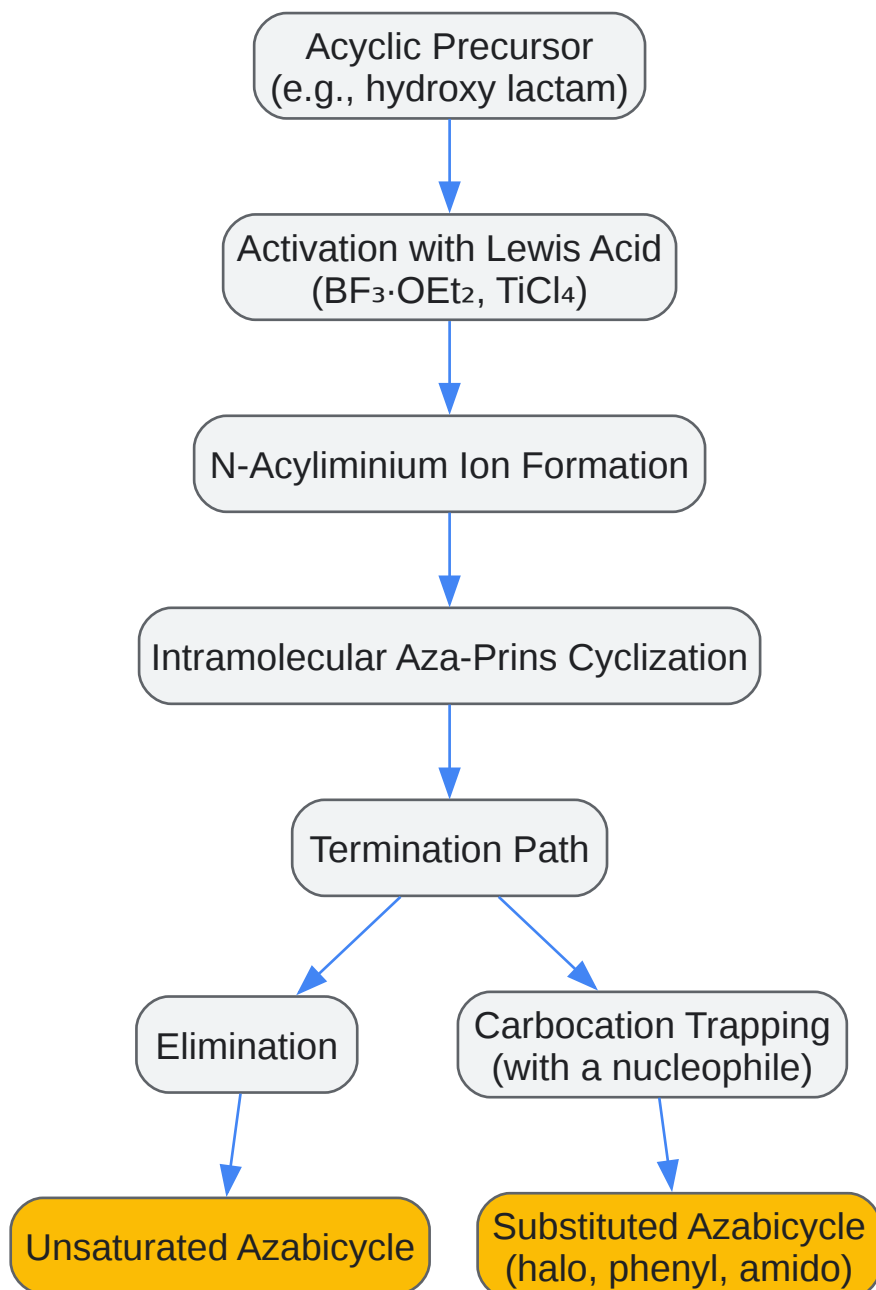 Acyclic Precursor
(e.g., hydroxy lactam)
Activation with Lewis Acid
(BF₃·OEt₂, TiCl₄)
N-Acyliminium Ion Formation
Intramolecular Aza-Prins Cyclization
Termination Path
Elimination
Carbocation Trapping
(with a nucleophile)
Unsaturated Azabicycle
Substituted Azabicycle
(halo, phenyl, amido)